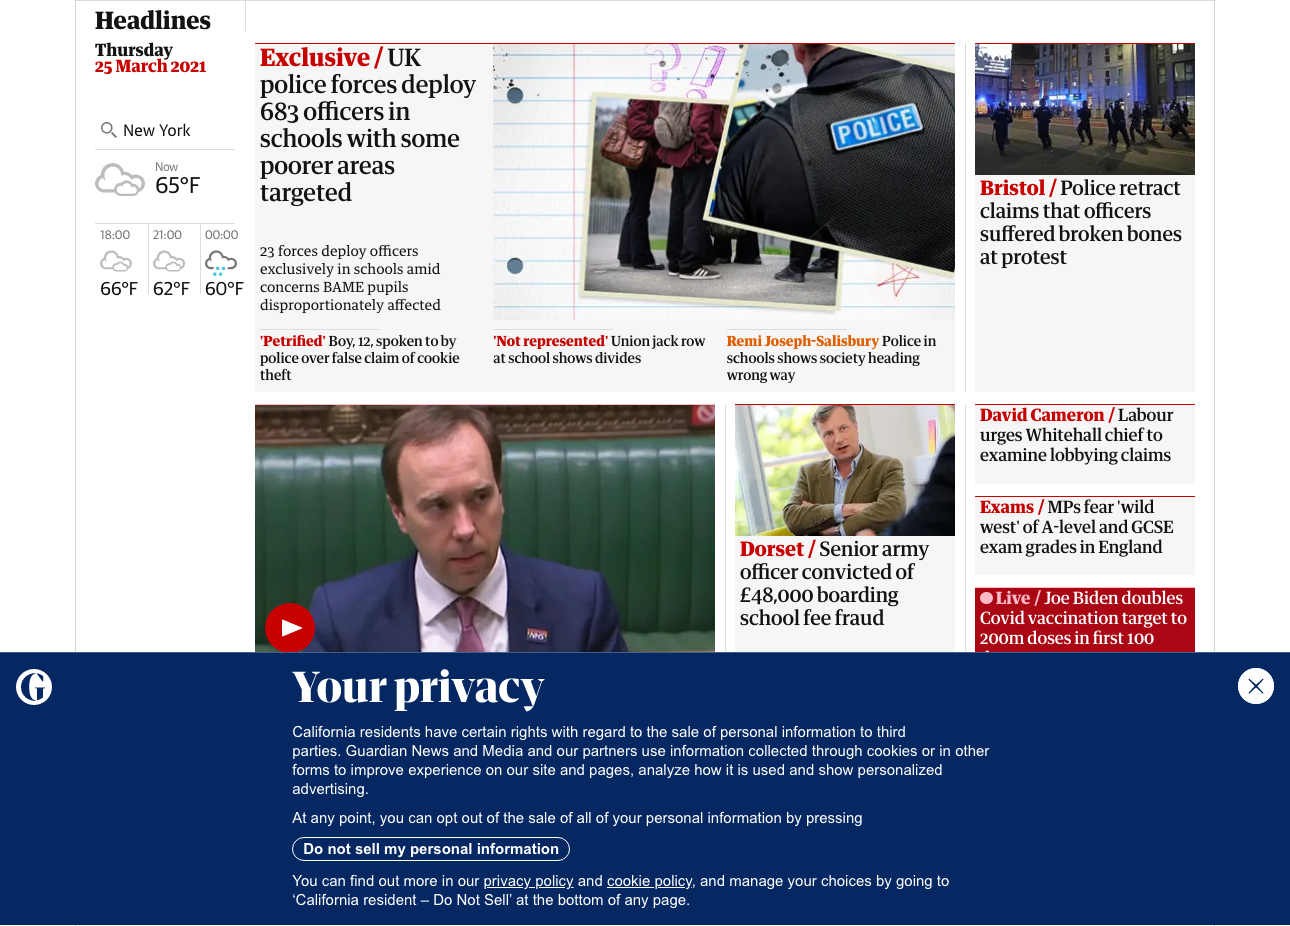 Headlines
Thursday
25 March 2021
New York
Now
65°F
18:00
21:00
00:00
66°F
62°F
60°F
Exclusive / UK
police forces deploy
683 officers in
schools with some
poorer areas
targeted
23 forces deploy officers
exclusively in schools amid
concerns BAME pupils
disproportionately affected
POLICE
'Petrified' Boy, 12, spoken to by
police over false claim of cookie
theft
'Not represented' Union jack row
at school shows divides
Remi Joseph-Salisbury Police in
schools shows society heading
wrong way
Bristol / Police retract
claims that officers
suffered broken bones
at protest
NHS
Dorset / Senior army
officer convicted of
£48,000 boarding
school fee fraud
David Cameron / Labour
urges Whitehall chief to
examine lobbying claims
Exams / MPs fear 'wild
west' of A-level and GCSE
exam grades in England
Live / Joe Biden doubles
Covid vaccination target to
200m doses in first 100
G
Your privacy
California residents have certain rights with regard to the sale of personal information to third
parties. Guardian News and Media and our partners use information collected through cookies or in other
forms to improve experience on our site and pages, analyze how it is used and show personalized
advertising.
At any point, you can opt out of the sale of all of your personal information by pressing
Do not sell my personal information
You can find out more in our privacy policy and cookie policy, and manage your choices by going to
‘California resident – Do Not Sell’ at the bottom of any page.